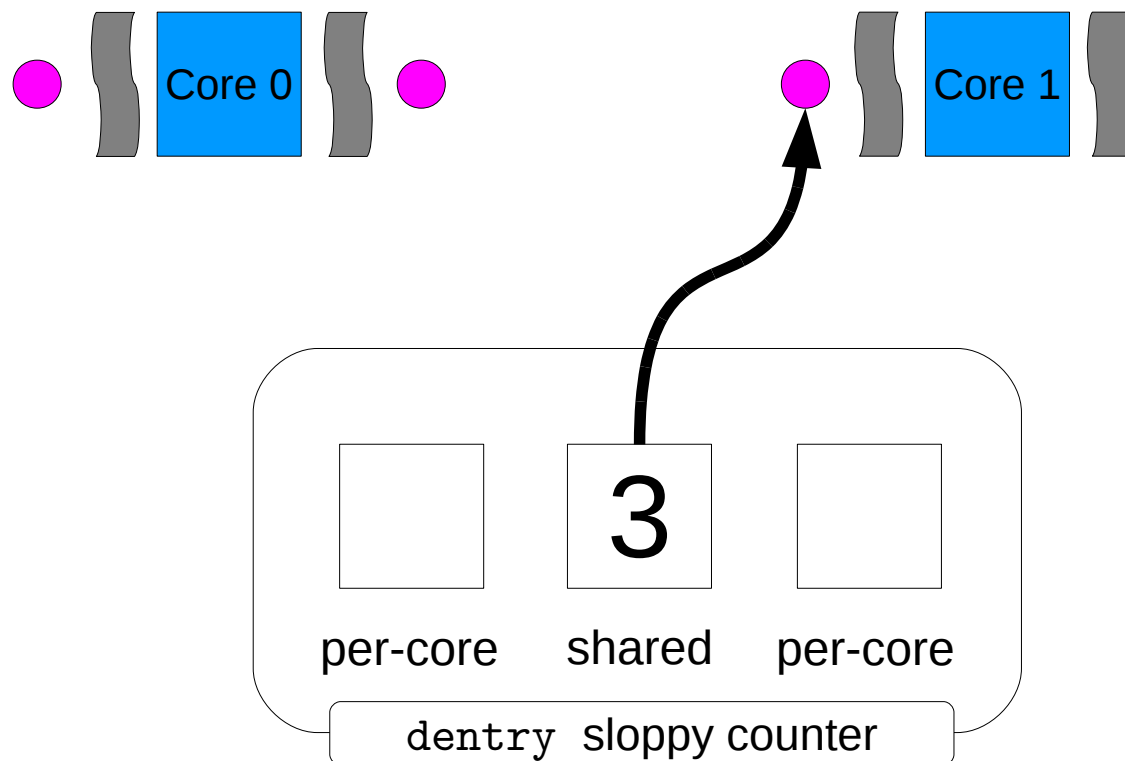 Core 0
Core 1
3
per-core
shared
per-core
dentry sloppy counter